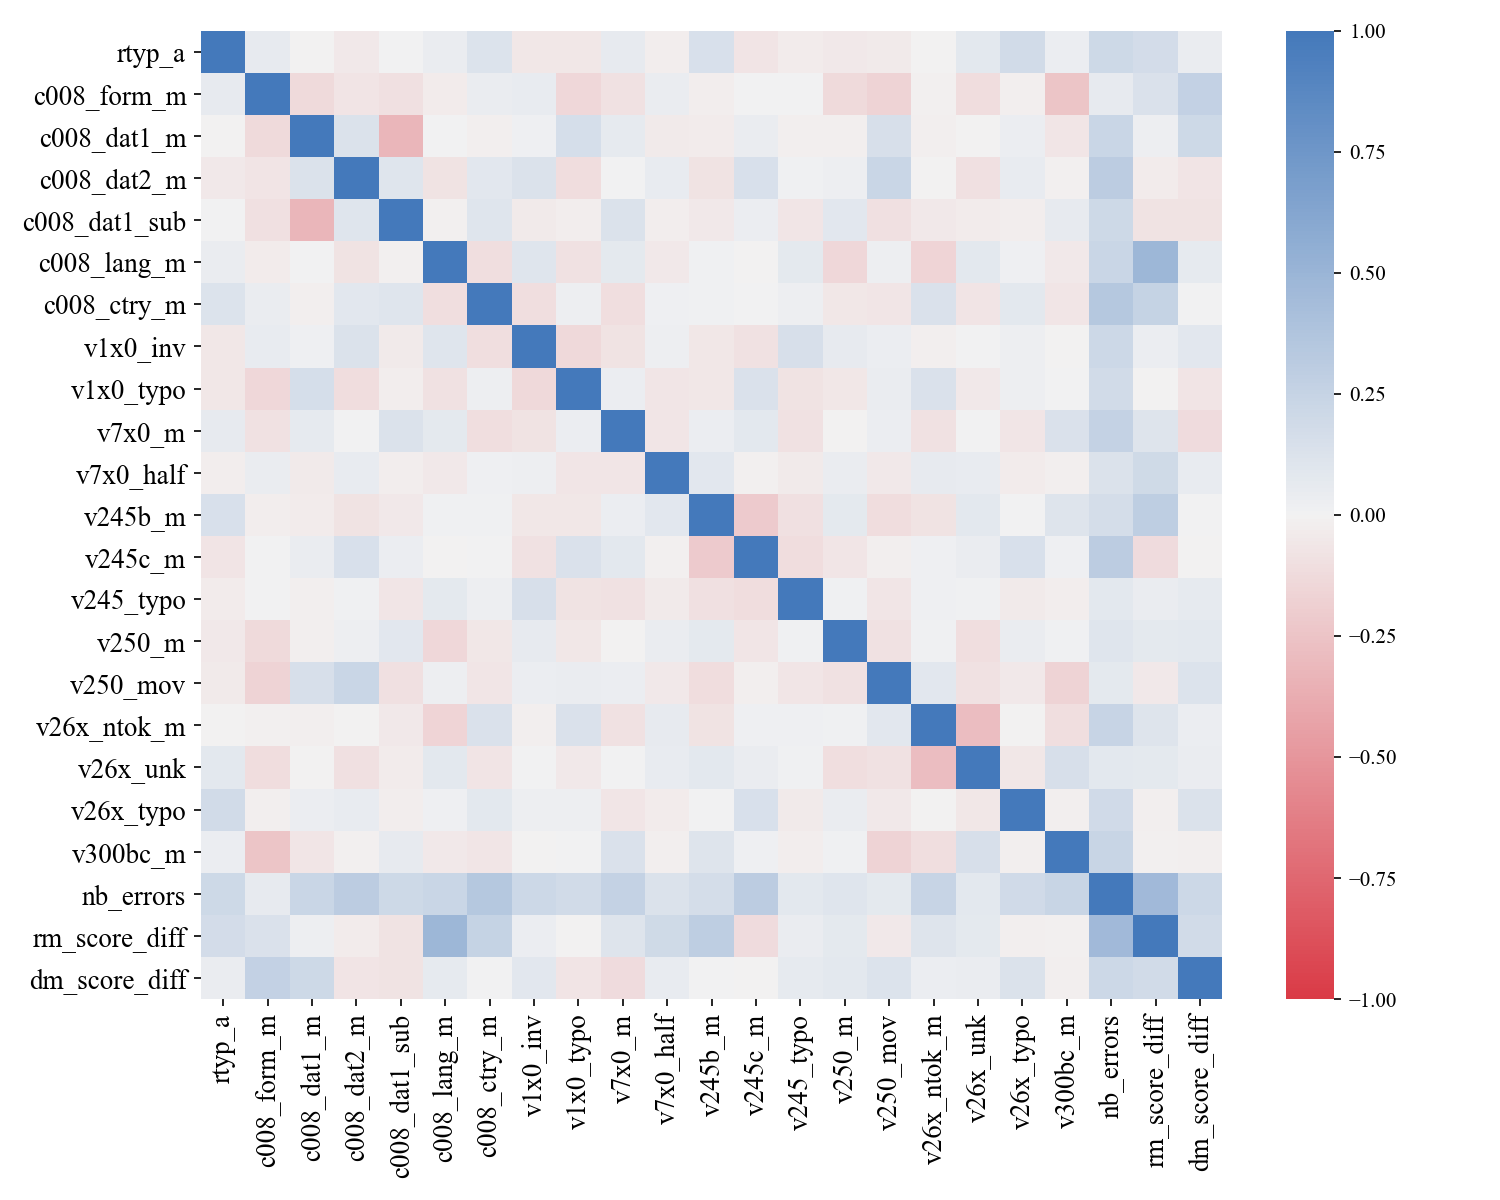 rtyp_a
c008_form_m
c008_dat1_m
c008_dat2_m
c008_dat1_sub
c008_lang_m
c008_ctry_m
v1x0_inv
v1x0_typo
v7x0_m
v7x0_half
v245b_m
v245c_m
v245_typo
v250_m
v250_mov
v26x_ntok_m
v26x_unk
v26x_typo
v300bc_m
nb_errors
rm_score_diff
dm_score_diff
rtyp_a
c008_form_m
c008_dat1_m
c008_dat2_m
c008_dat1_sub
c008_lang_m
c008_ctry_m
v1x0_inv
v1x0_typo
v7x0_m
v7x0_half
v245b_m
v245c_m
v245_typo
v250_m
v250_mov
v26x_ntok_m
v26x_unk
v26x_typo
v300bc_m
nb_errors
rm_score_diff
dm_score_diff
1.00
0.75
0.50
0.25
0.00
−0.25
−0.50
−0.75
−1.00